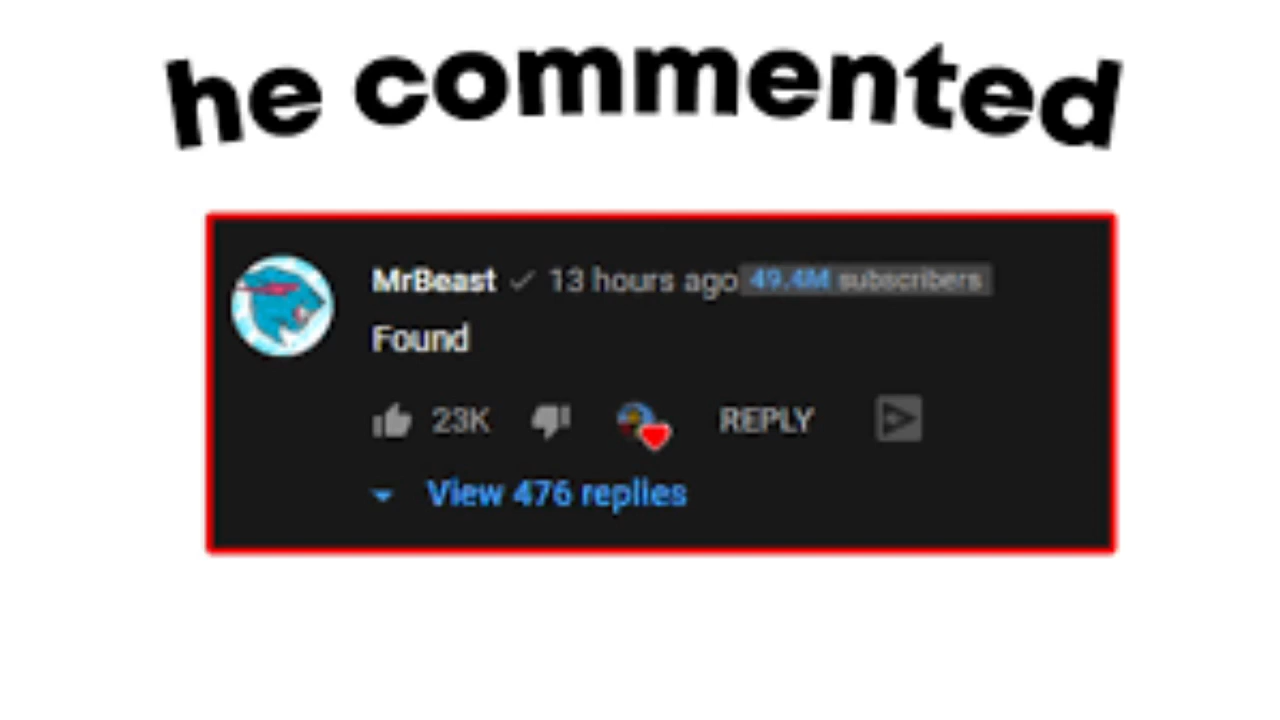 he commented
MrBeast 13 hours ago 49.4M subscribers
Found
23K REPLY
View 476 replies